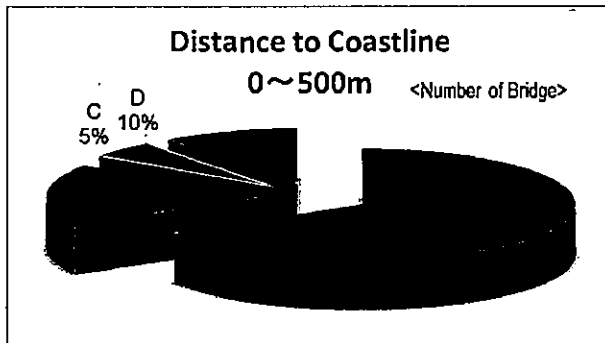 Distance to Coastline
0～500m
<Number of Bridge>
C
5%
D
10%